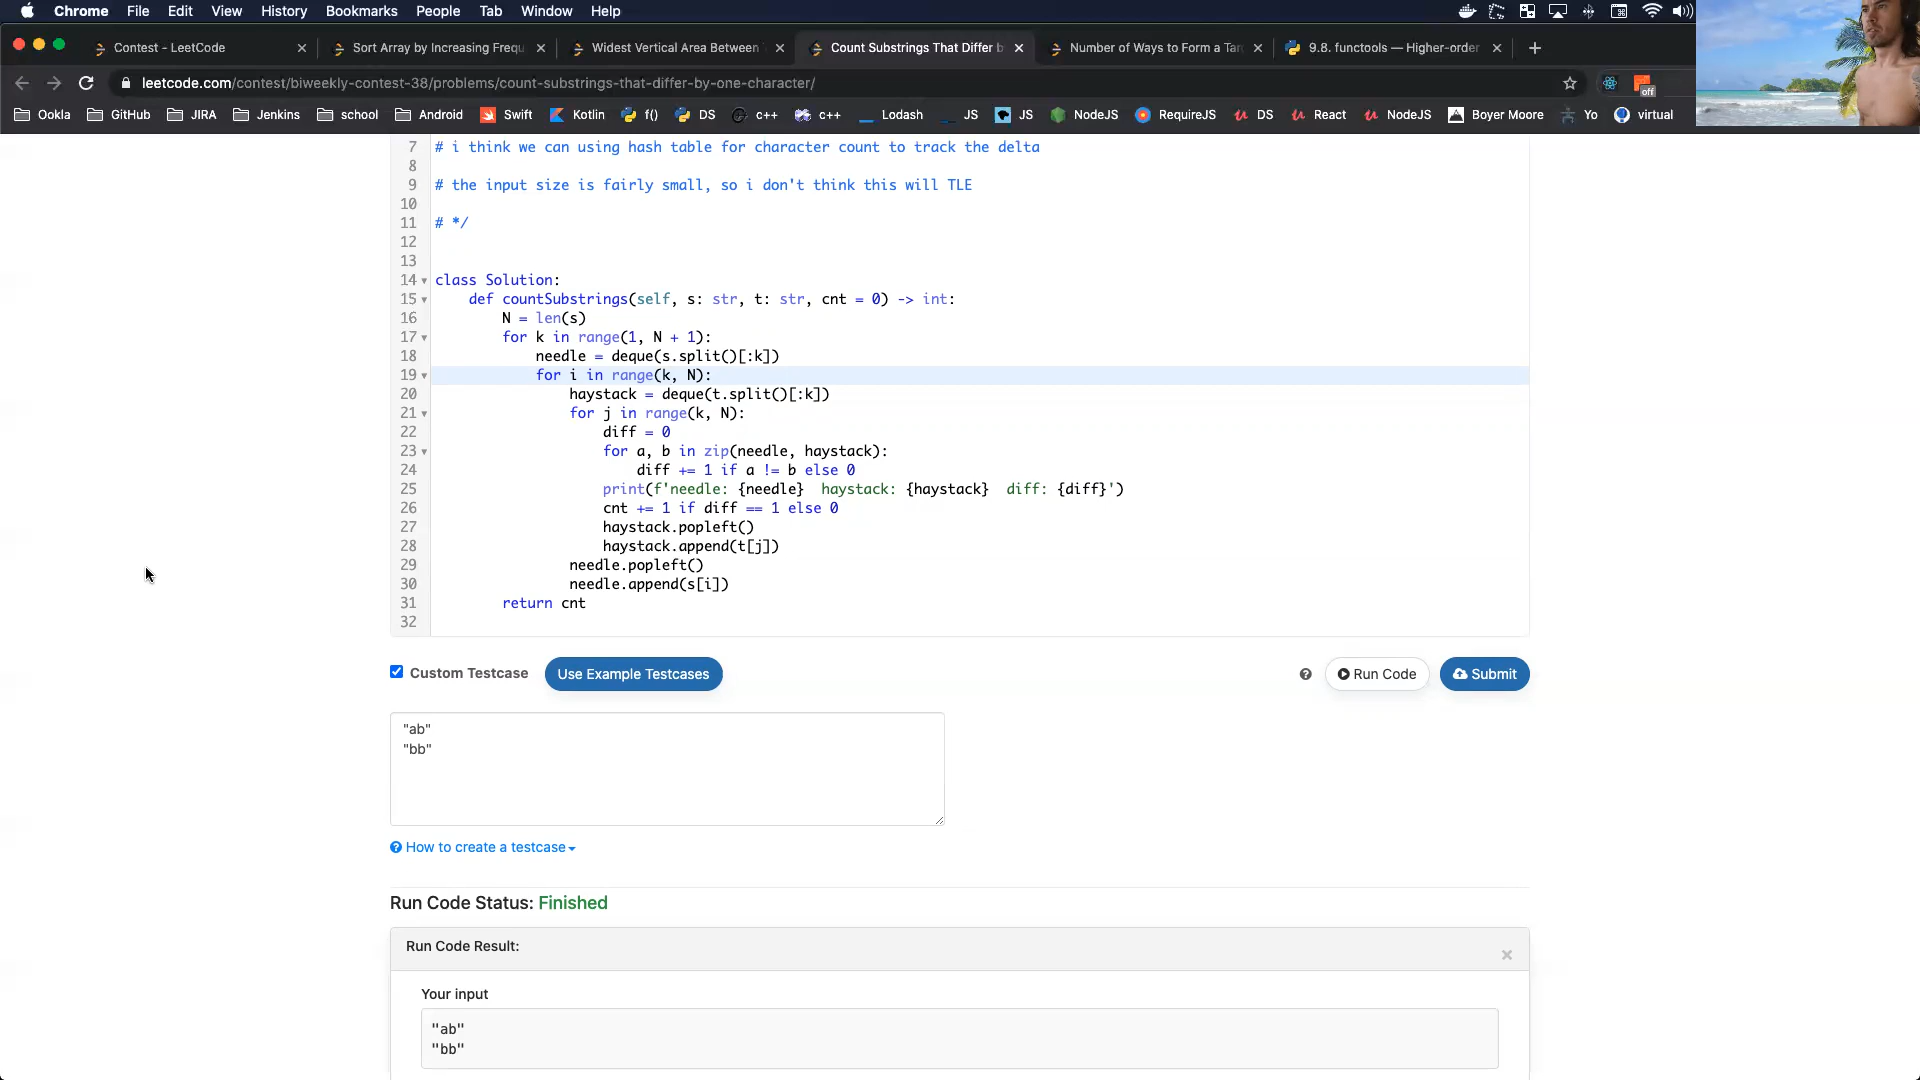 Chrome File Edit View History Bookmarks People Tab Window Help
Contest - LeetCode
Sort Array by Increasing Frequ
Widest Vertical Area Between
Count Substrings That Differ b
Number of Ways to Form a Tar
9.8. functools — Higher-order
leetcode.com/contest/biweekly-contest-38/problems/count-substrings-that-differ-by-one-character/
off
Ookla GitHub JIRA Jenkins school Android Swift Kotlin f() DS c++ c++ Lodash JS JS NodeJS RequireJS DS React NodeJS Boyer Moore Yo virtual
7 # i think we can using hash table for character count to track the delta
8
9 # the input size is fairly small, so i don't think this will TLE
10
11 # */
12
13
14 class Solution:
15 def countSubstrings(self, s: str, t: str, cnt = 0) -> int:
16 N = len(s)
17 for k in range(1, N + 1):
18 needle = deque(s.split()[:k])
19 for i in range(k, N):
20 haystack = deque(t.split()[:k])
21 for j in range(k, N):
22 diff = 0
23 for a, b in zip(needle, haystack):
24 diff += 1 if a != b else 0
25 print(f'needle: {needle}  haystack: {haystack}  diff: {diff}')
26 cnt += 1 if diff == 1 else 0
27 haystack.popleft()
28 haystack.append(t[j])
29 needle.popleft()
30 needle.append(s[i])
31 return cnt
32
Custom Testcase Use Example Testcases Run Code Submit
"ab"
"bb"
How to create a testcase
Run Code Status: Finished
Run Code Result:
Your input
"ab"
"bb"